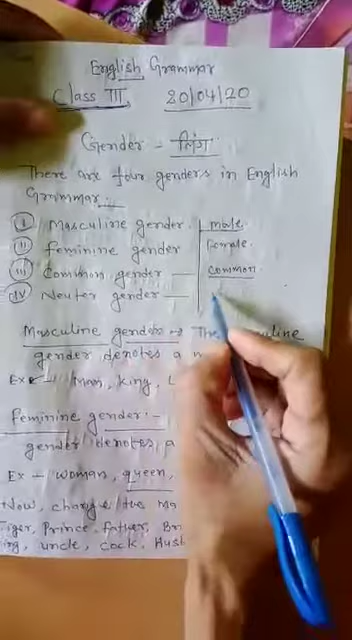 English Grammar
Class III 20/04/20
Gender - लिंग
There are four genders in English
Grammar
(I) Masculine gender. male
(II) Feminine gender Female.
(III) Common gender — common
(IV) Neuter gender —
Masculine gender → The
gender denotes a
Ex - Man, King,
Feminine gender:-
gender denotes a
Ex - woman, queen,
Now, change
Tiger, Prince, father,
uncle, cock,